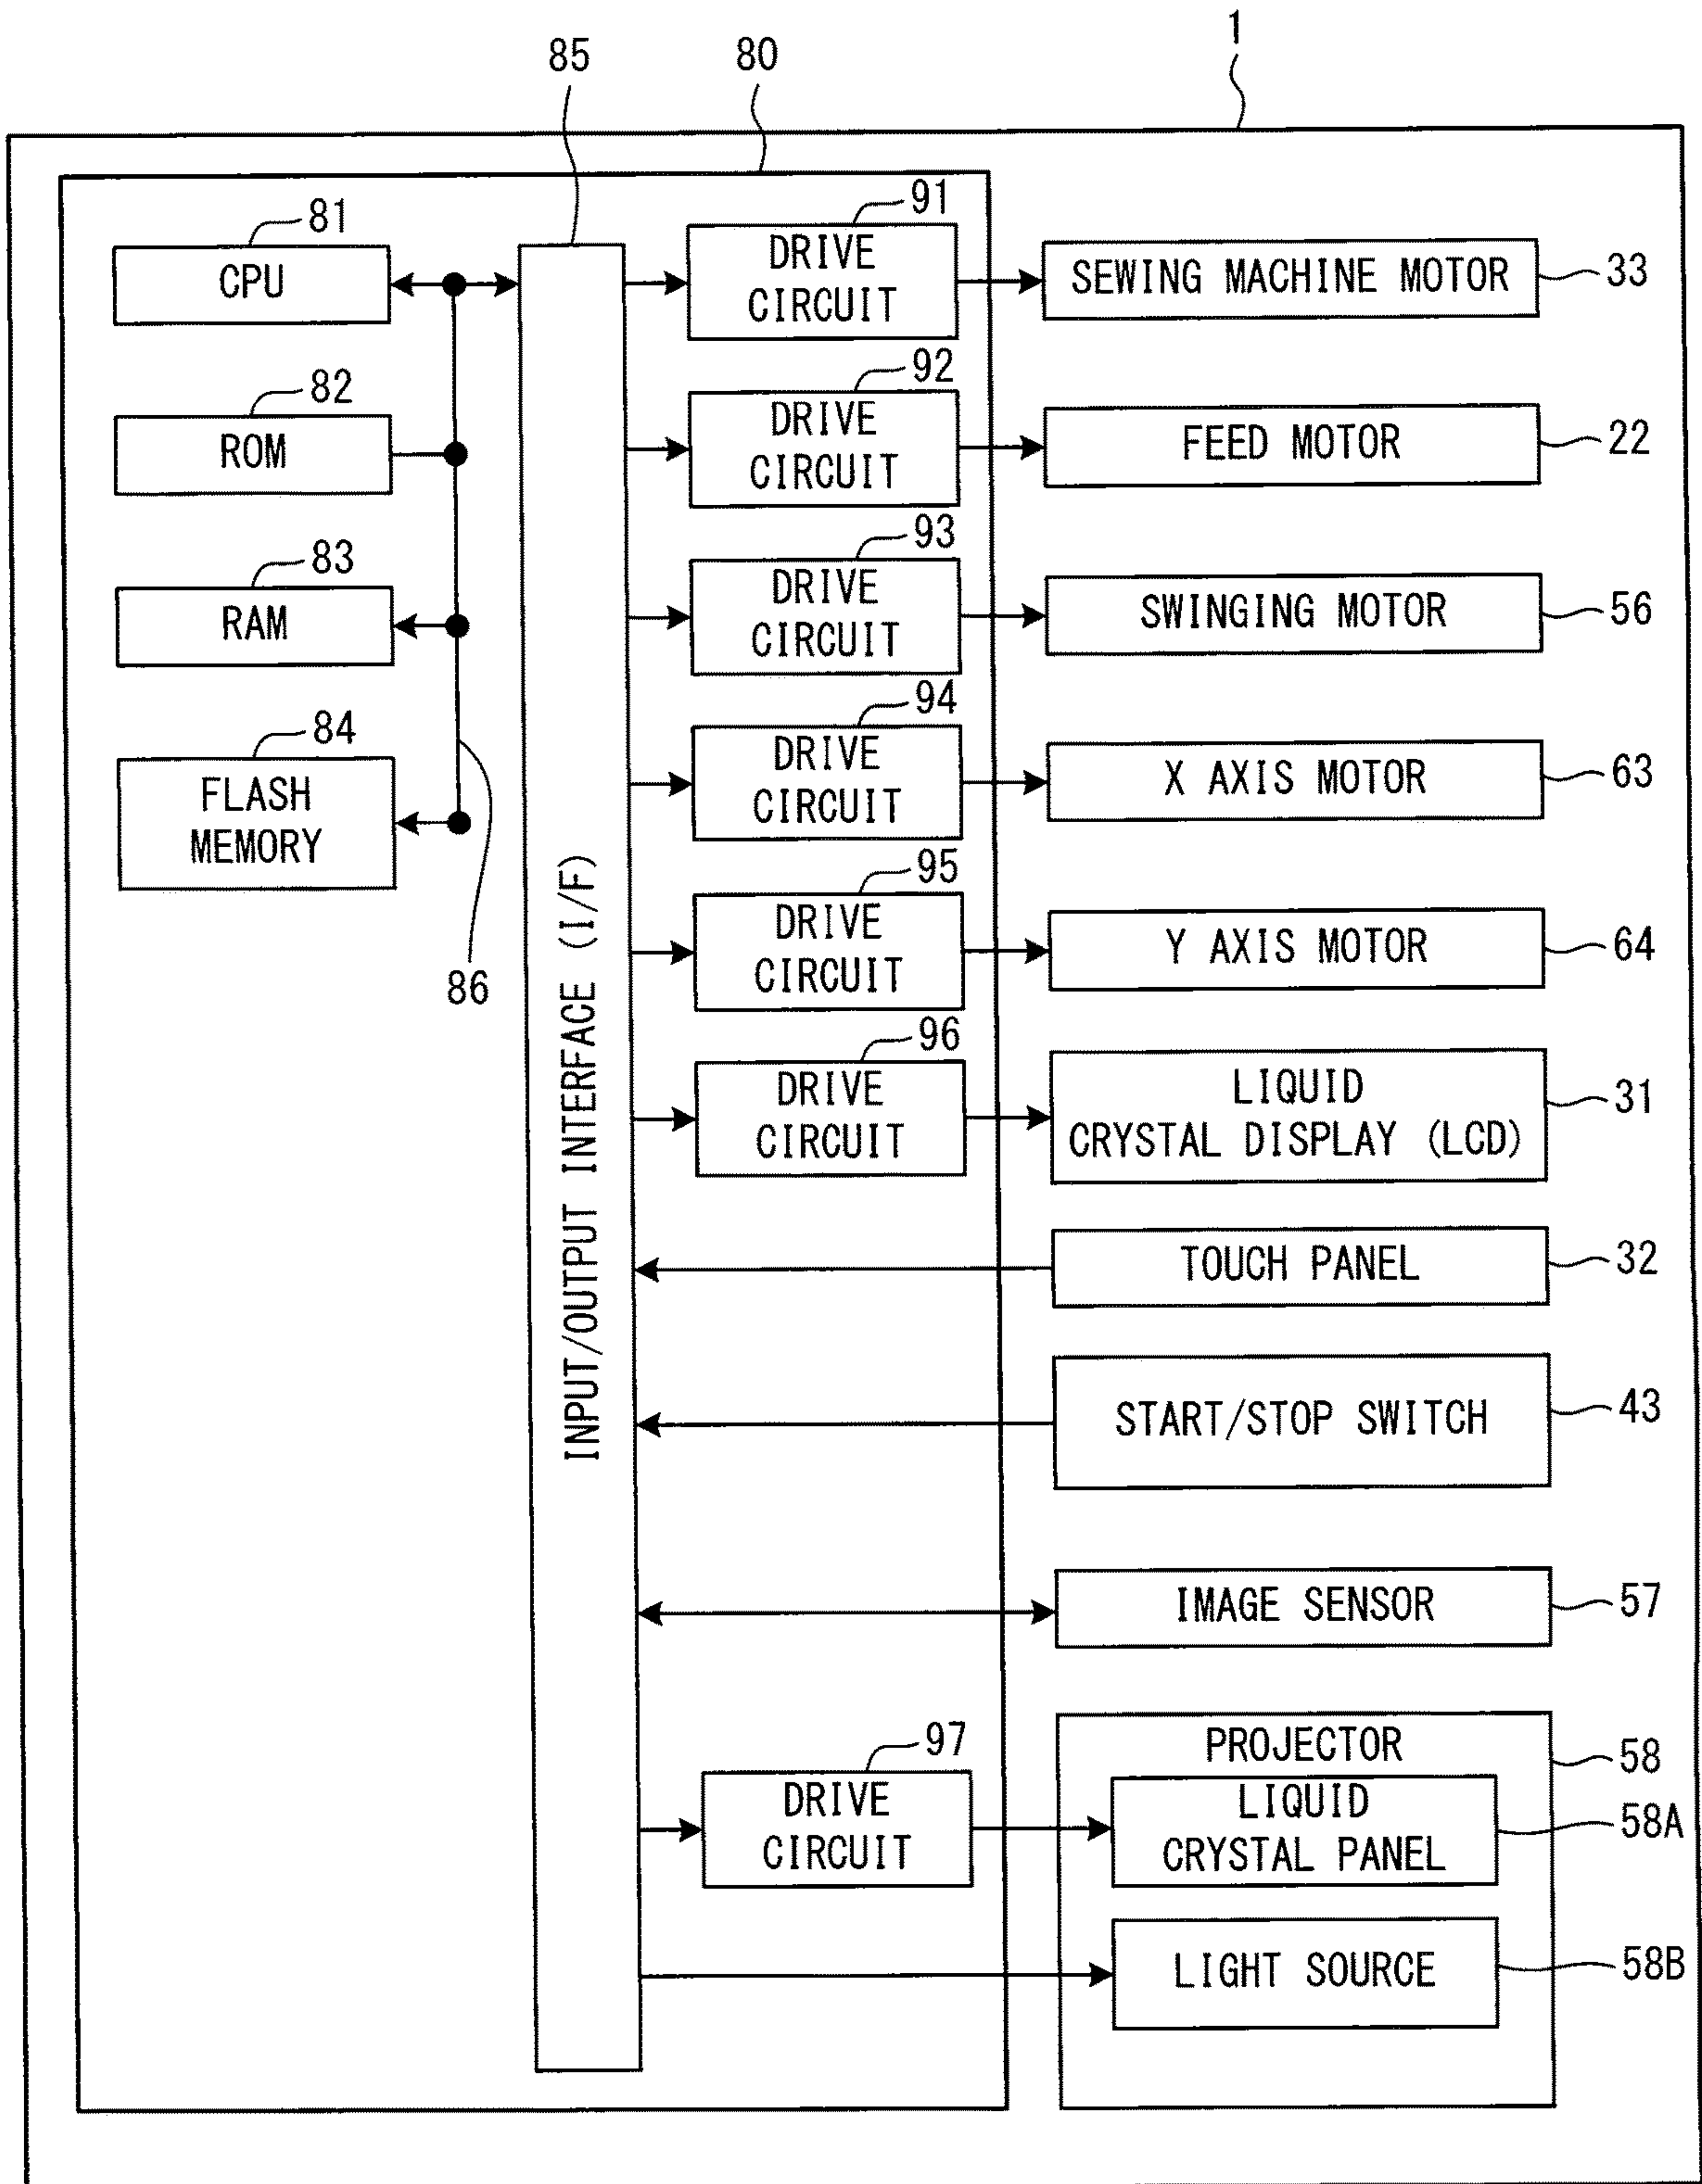 1
85
80
81
CPU
82
ROM
83
RAM
84
FLASH
MEMORY
86
INPUT/OUTPUT INTERFACE (I/F)
91
DRIVE
CIRCUIT
SEWING MACHINE MOTOR
33
92
DRIVE
CIRCUIT
FEED MOTOR
22
93
DRIVE
CIRCUIT
SWINGING MOTOR
56
94
DRIVE
CIRCUIT
X AXIS MOTOR
63
95
DRIVE
CIRCUIT
Y AXIS MOTOR
64
96
DRIVE
CIRCUIT
LIQUID
CRYSTAL DISPLAY (LCD)
31
TOUCH PANEL
32
START/STOP SWITCH
43
IMAGE SENSOR
57
PROJECTOR
58
97
DRIVE
CIRCUIT
LIQUID
CRYSTAL PANEL
58A
LIGHT SOURCE
58B